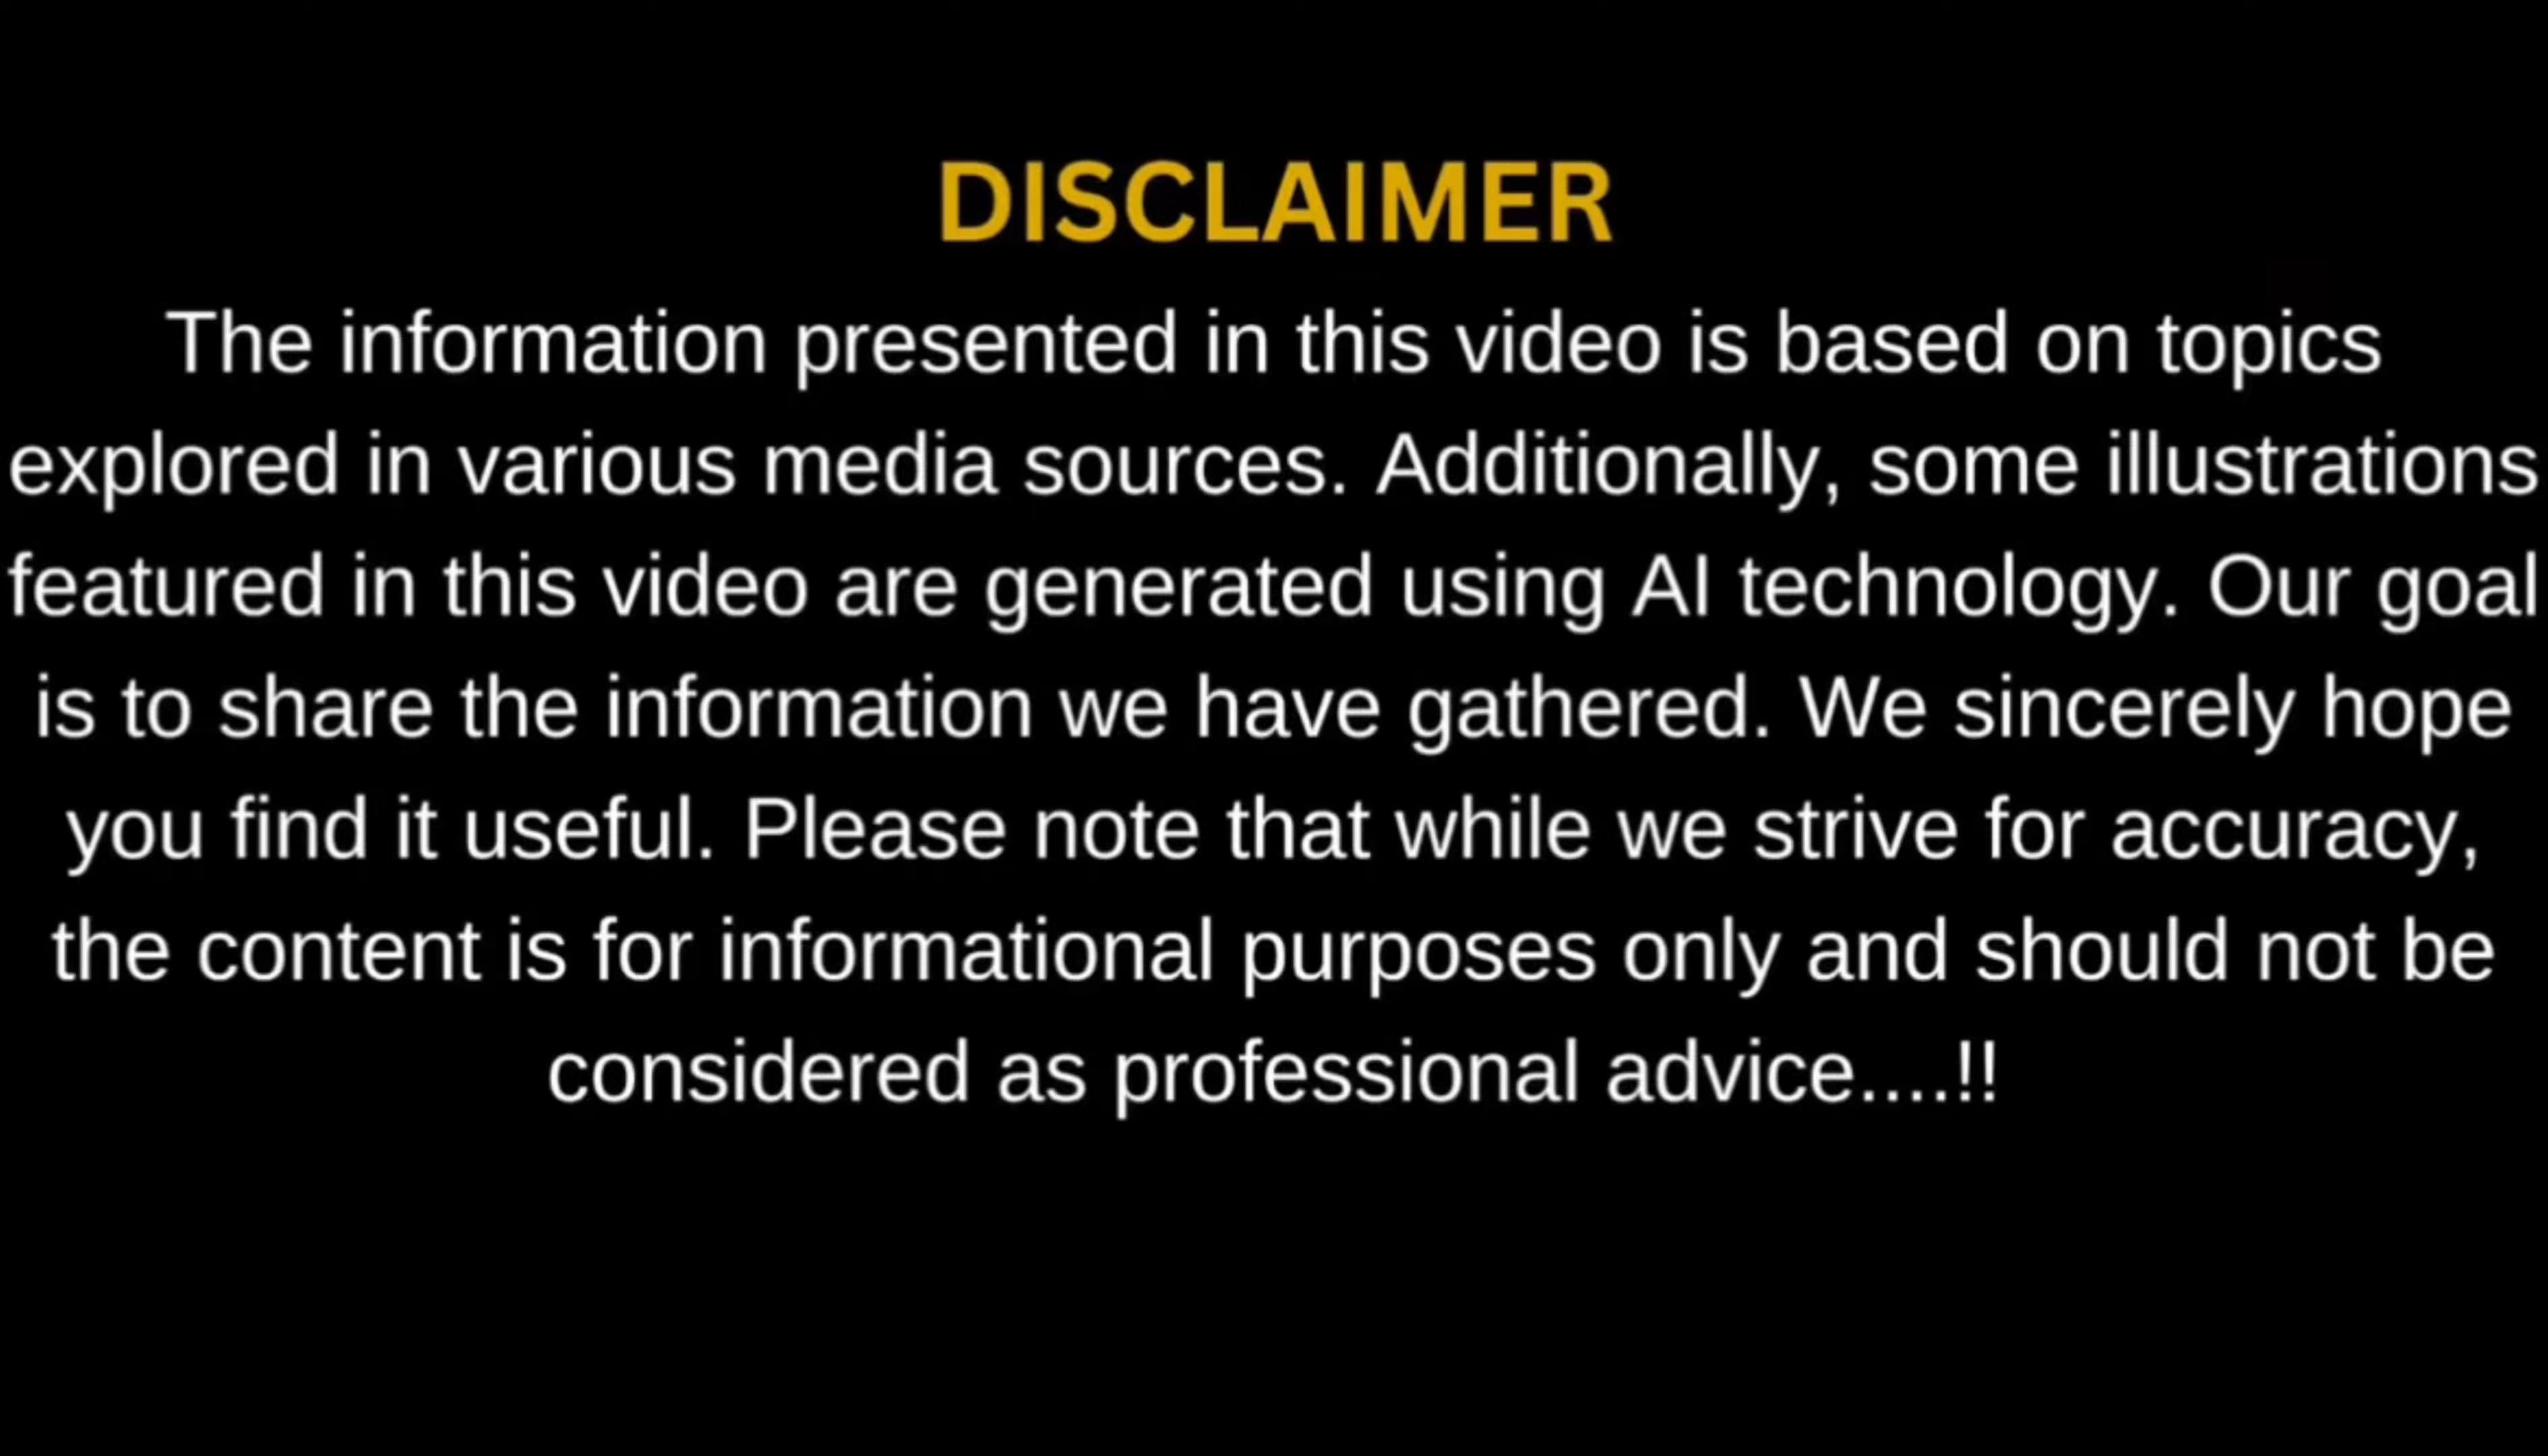 DISCLAIMER
The information presented in this video is based on topics
explored in various media sources. Additionally, some illustrations
featured in this video are generated using AI technology. Our goal
is to share the information we have gathered. We sincerely hope
you find it useful. Please note that while we strive for accuracy,
the content is for informational purposes only and should not be
considered as professional advice....!!